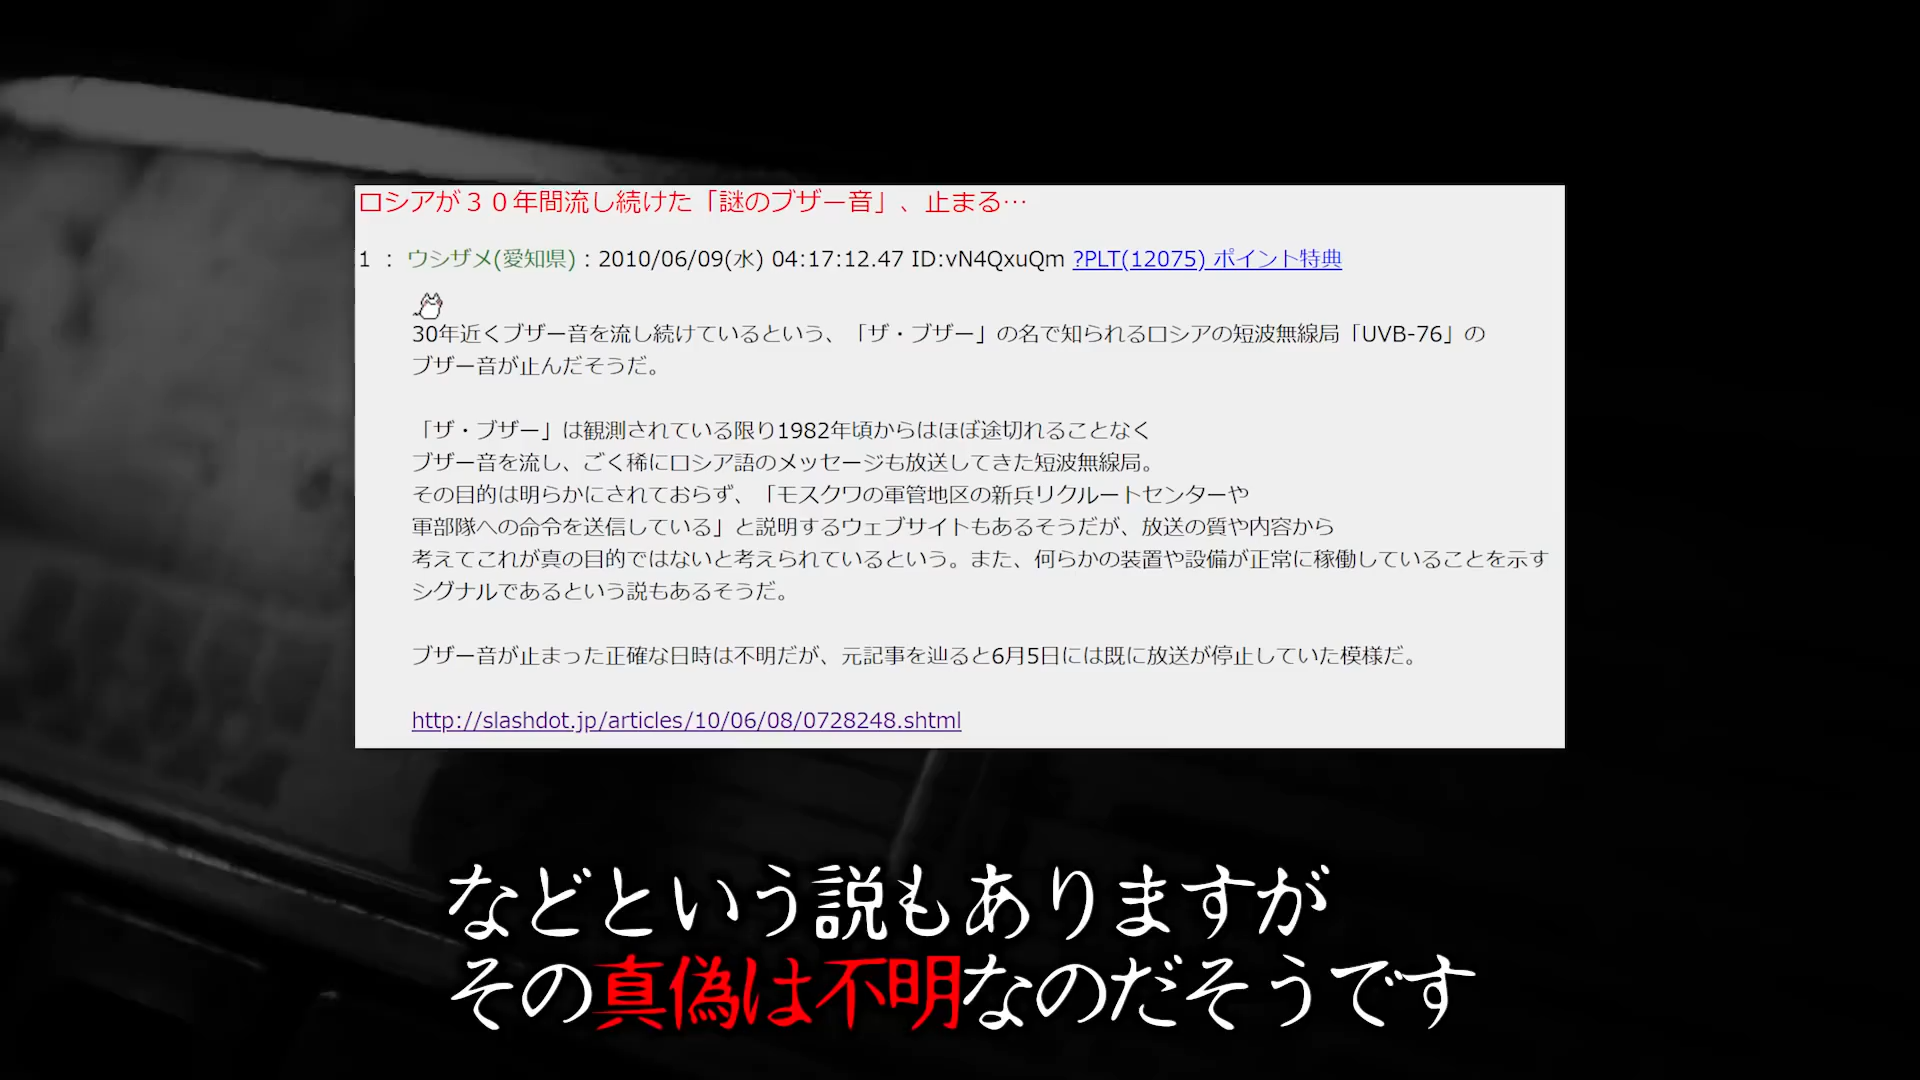 ロシアが３０年間流し続けた「謎のブザー音」、止まる…
1 ： ウシザメ(愛知県)：2010/06/09(水) 04:17:12.47 ID:vN4QxuQm ?PLT(12075) ポイント特典
30年近くブザー音を流し続けているという、「ザ・ブザー」の名で知られるロシアの短波無線局「UVB-76」の
ブザー音が止んだそうだ。
「ザ・ブザー」は観測されている限り1982年頃からはほぼ途切れることなく
ブザー音を流し、ごく稀にロシア語のメッセージも放送してきた短波無線局。
その目的は明らかにされておらず、「モスクワの軍管地区の新兵リクルートセンターや
軍部隊への命令を送信している」と説明するウェブサイトもあるそうだが、放送の質や内容から
考えてこれが真の目的ではないと考えられているという。また、何らかの装置や設備が正常に稼働していることを示す
シグナルであるという説もあるそうだ。
ブザー音が止まった正確な日時は不明だが、元記事を辿ると6月5日には既に放送が停止していた模様だ。
http://slashdot.jp/articles/10/06/08/0728248.shtml
などという説もありますが
その真偽は不明なのだそうです